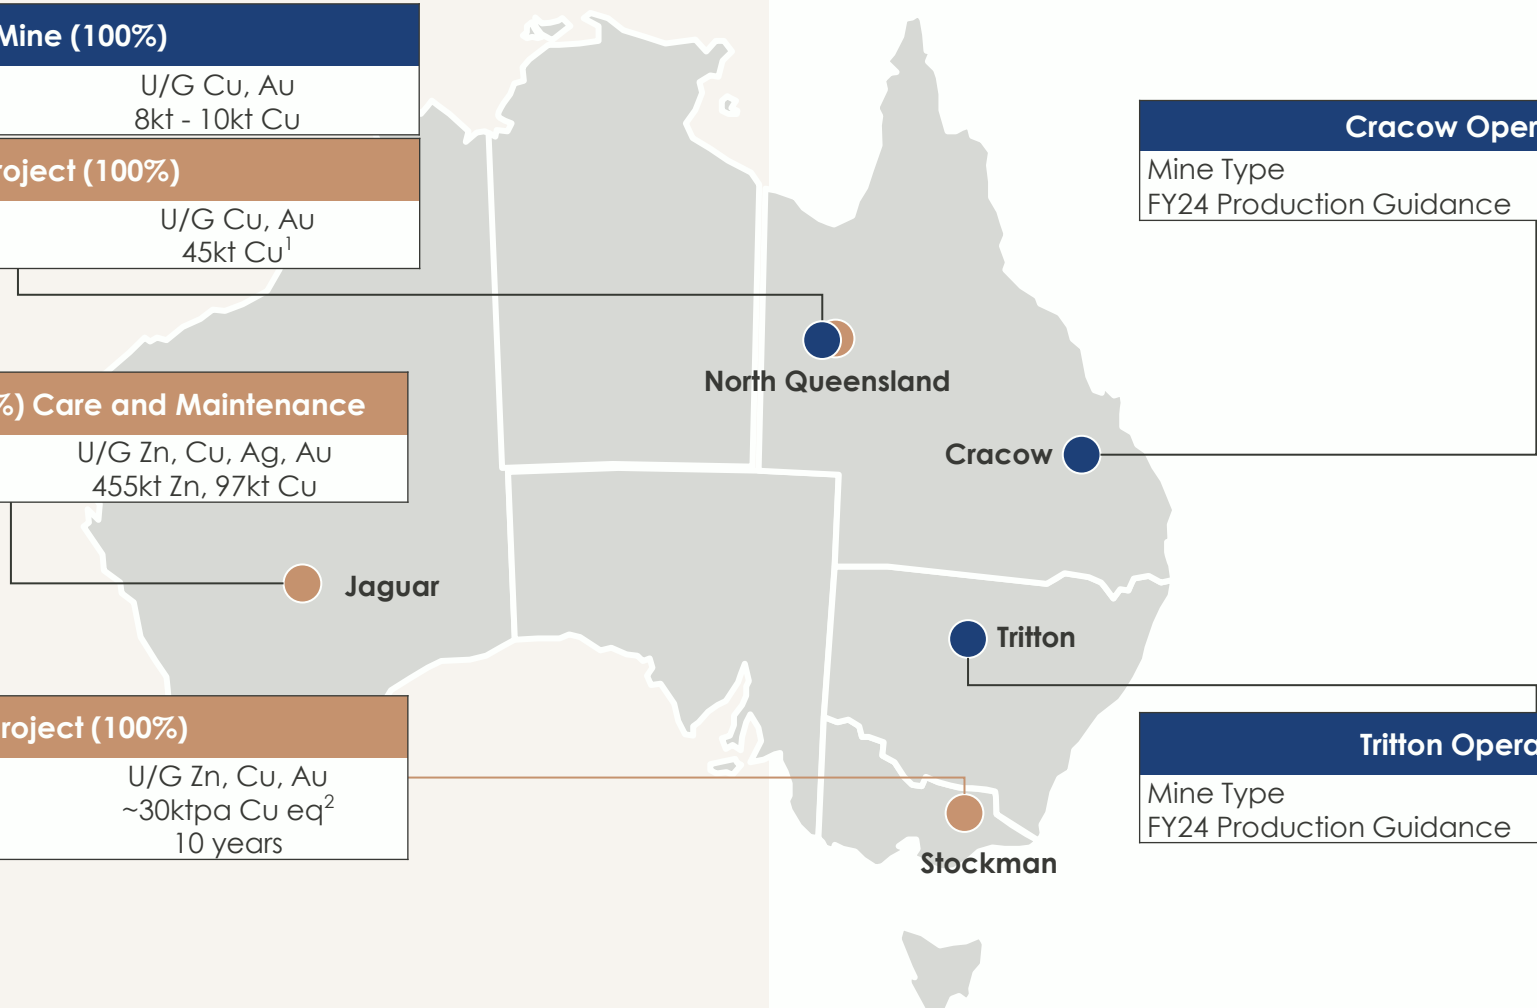 Mine (100%)
U/G Cu, Au
8kt - 10kt Cu
roject (100%)
U/G Cu, Au
45kt Cu1
%) Care and Maintenance
U/G Zn, Cu, Ag, Au
455kt Zn, 97kt Cu
roject (100%)
U/G Zn, Cu, Au
~30ktpa Cu eq2
10 years
North Queensland
Cracow
Jaguar
Tritton
Stockman
Cracow Oper
Mine Type
FY24 Production Guidance
Tritton Opera
Mine Type
FY24 Production Guidance